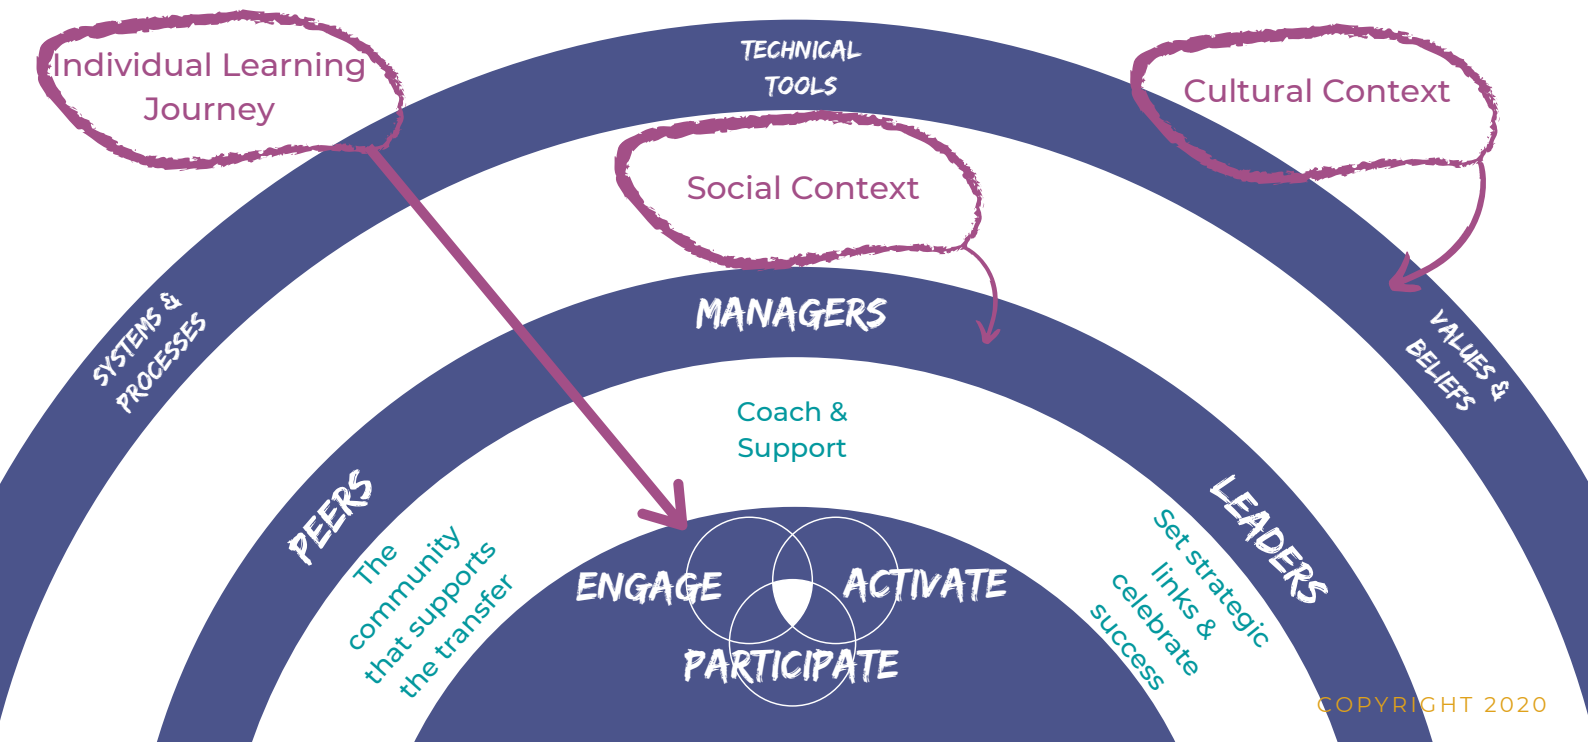 Individual Learning
Journey
TECHNICAL
TOOLS
Cultural Context
Social Context
SYSTEMS &
PROCESSES
MANAGERS
VALUES &
BELIEFS
Coach &
Support
PEERS
The
community
that supports
the transfer
LEADERS
Set strategic
links &
celebrate
success
ENGAGE
ACTIVATE
PARTICIPATE
COPYRIGHT 2020